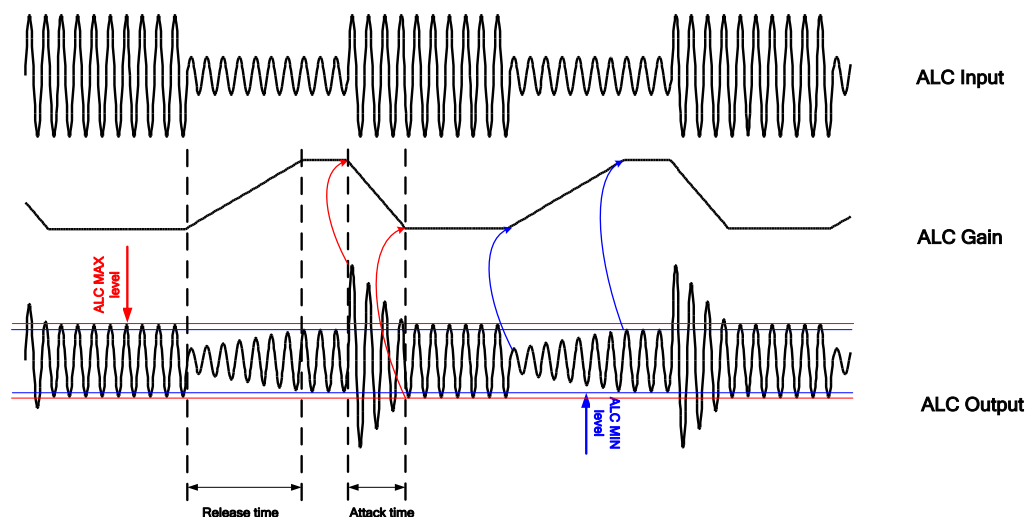 ALC Input
ALC Gain
ALC MAX
level
ALC MIN
level
ALC Output
Release time
Attack time